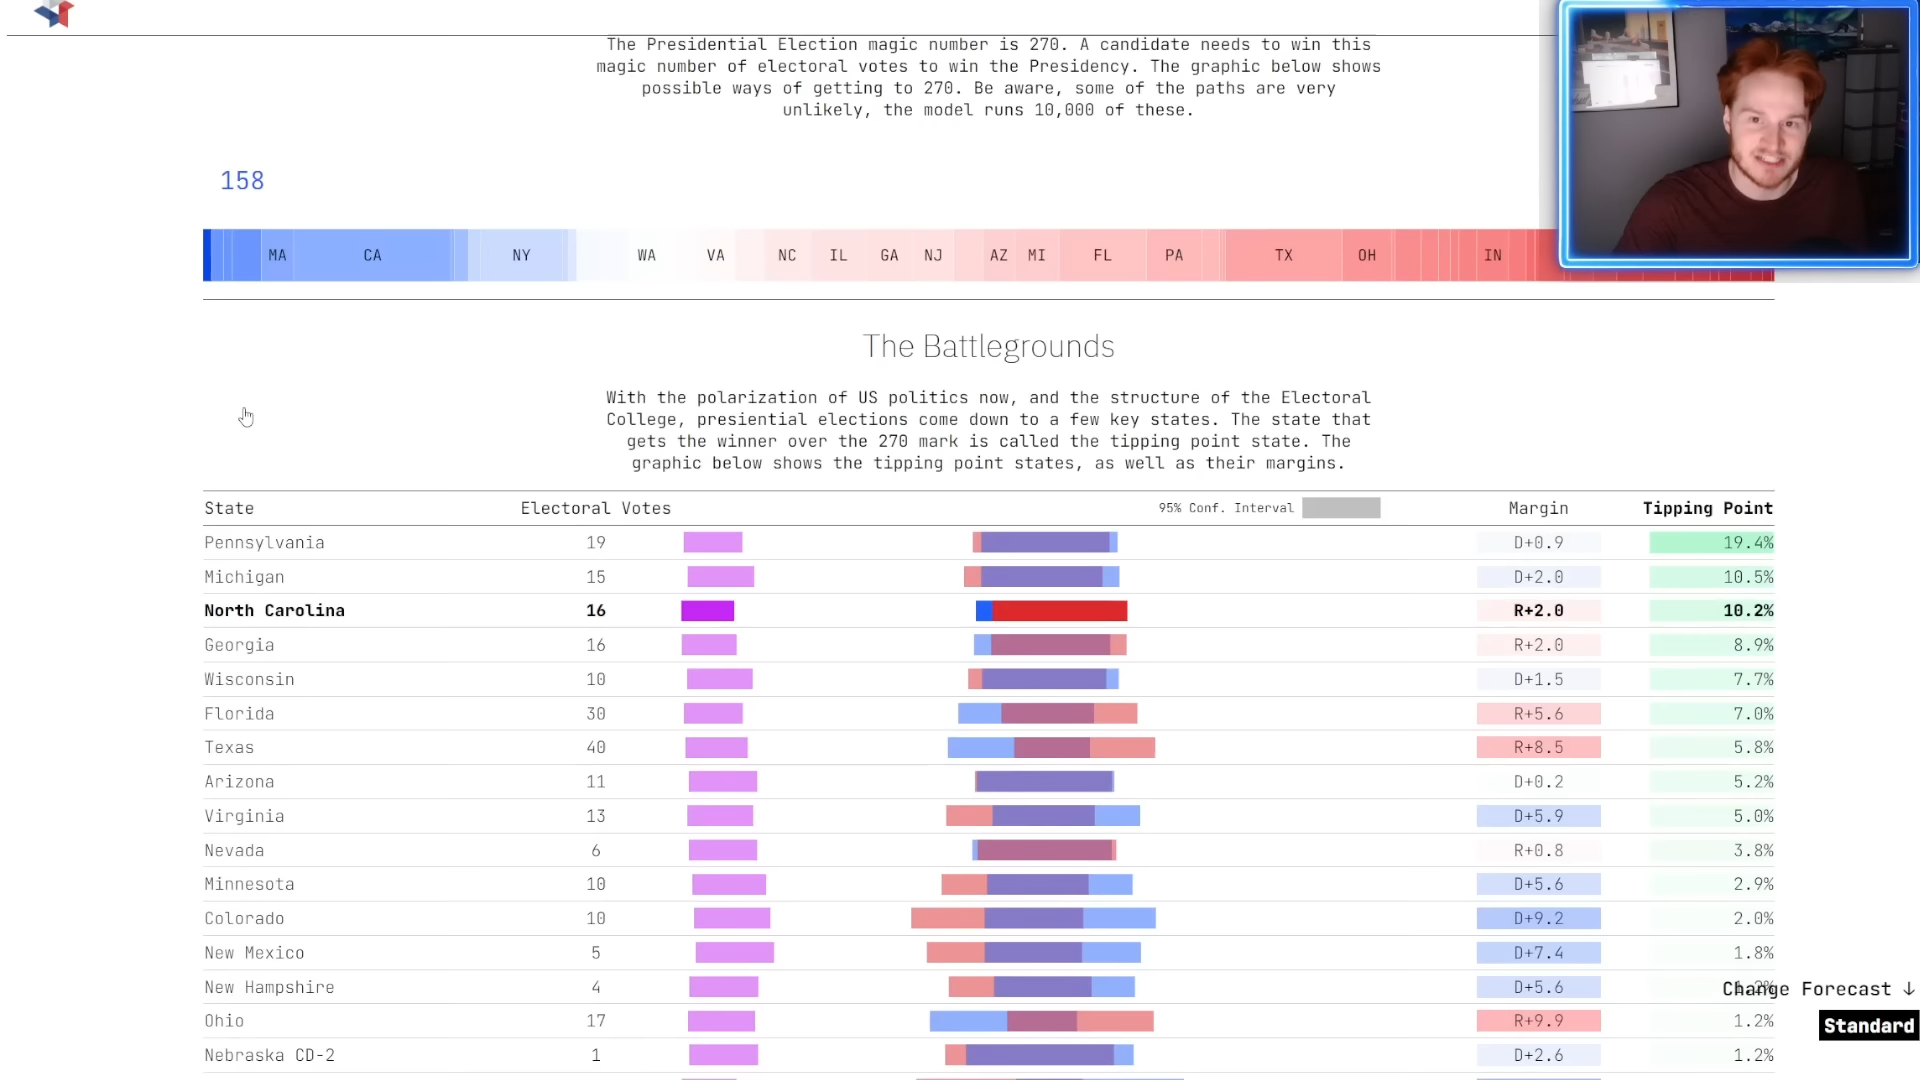 The Presidential Election magic number is 270. A candidate needs to win this
magic number of electoral votes to win the Presidency. The graphic below shows
possible ways of getting to 270. Be aware, some of the paths are very
unlikely, the model runs 10,000 of these.
158
MA CA NY WA VA NC IL GA NJ AZ MI FL PA TX OH IN
The Battlegrounds
With the polarization of US politics now, and the structure of the Electoral
College, presiential elections come down to a few key states. The state that
gets the winner over the 270 mark is called the tipping point state. The
graphic below shows the tipping point states, as well as their margins.
State Electoral Votes 95% Conf. Interval Margin Tipping Point
Pennsylvania 19 D+0.9 19.4%
Michigan 15 D+2.0 10.5%
North Carolina 16 R+2.0 10.2%
Georgia 16 R+2.0 8.9%
Wisconsin 10 D+1.5 7.7%
Florida 30 R+5.6 7.0%
Texas 40 R+8.5 5.8%
Arizona 11 D+0.2 5.2%
Virginia 13 D+5.9 5.0%
Nevada 6 R+0.8 3.8%
Minnesota 10 D+5.6 2.9%
Colorado 10 D+9.2 2.0%
New Mexico 5 D+7.4 1.8%
New Hampshire 4 D+5.6
Change Forecast ↓
Ohio 17 R+9.9 1.2%
Standard
Nebraska CD-2 1 D+2.6 1.2%